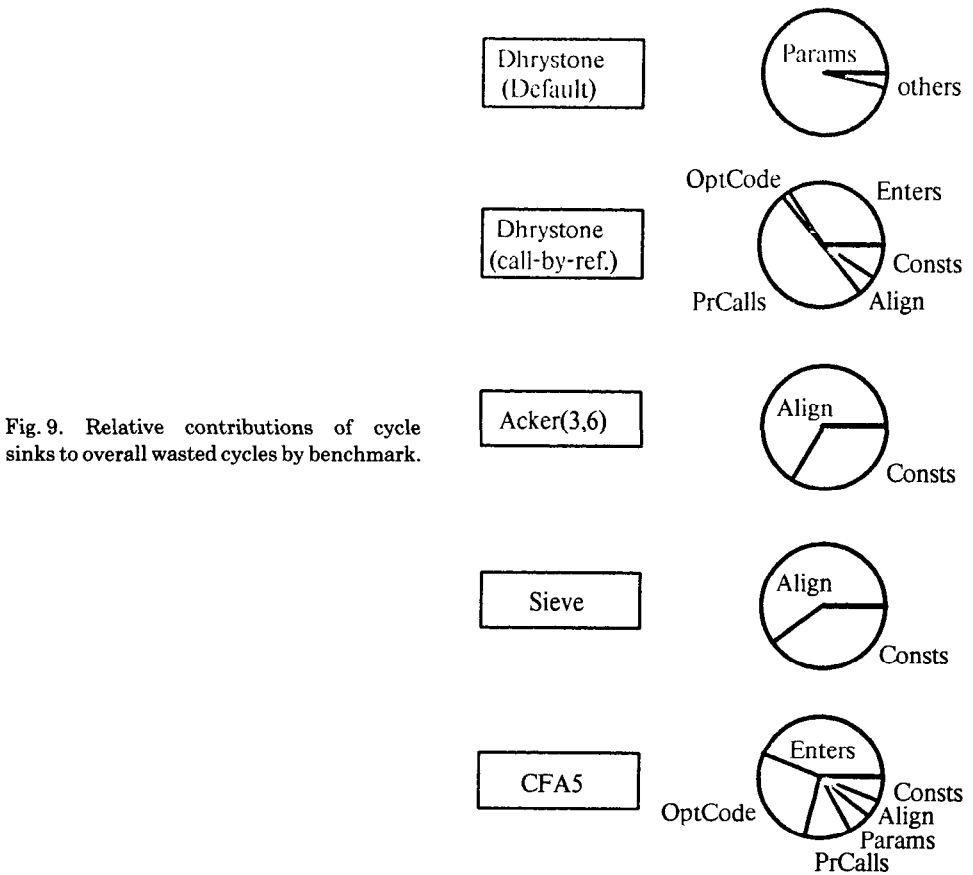 Dhrystone
(Default)
Params
others
Dhrystone
(call-by-ref.)
OptCode
Enters
Consts
Align
PrCalls
Fig. 9. Relative contributions of cycle
sinks to overall wasted cycles by benchmark.
Acker(3,6)
Align
Consts
Sieve
Align
Consts
CFA5
Enters
Consts
Align
Params
PrCalls
OptCode